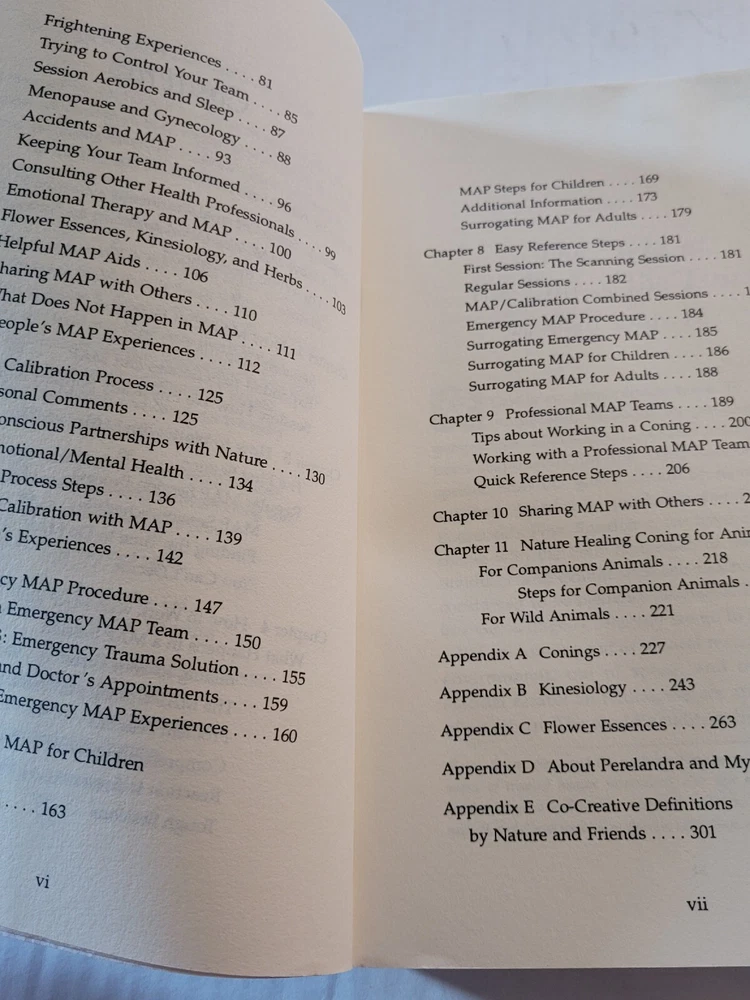 Frightening Experiences . . . . 81
Trying to Control Your Team . . . . 85
Session Aerobics and Sleep . . . . 87
Menopause and Gynecology . . . . 88
Accidents and MAP . . . . 93
Keeping Your Team Informed . . . . 96
Consulting Other Health Professionals . . . . 99
Emotional Therapy and MAP . . . . 100
Flower Essences, Kinesiology, and Herbs . . . . 103
Helpful MAP Aids . . . . 106
haring MAP with Others . . . . 110
hat Does Not Happen in MAP . . . . 111
eople's MAP Experiences . . . . 112
Calibration Process . . . . 125
sonal Comments . . . . 125
onscious Partnerships with Nature . . . . 130
otional/Mental Health . . . . 134
Process Steps . . . . 136
Calibration with MAP . . . . 139
's Experiences . . . . 142
cy MAP Procedure . . . . 147
Emergency MAP Team . . . . 150
: Emergency Trauma Solution . . . . 155
nd Doctor's Appointments . . . . 159
Emergency MAP Experiences . . . . 160
MAP for Children
. . . . 163
vi
MAP Steps for Children . . . . 169
Additional Information . . . . 173
Surrogating MAP for Adults . . . . 179
Chapter 8 Easy Reference Steps . . . . 181
First Session: The Scanning Session . . . . 181
Regular Sessions . . . . 182
MAP/Calibration Combined Sessions . . . .
Emergency MAP Procedure . . . . 184
Surrogating Emergency MAP . . . . 185
Surrogating MAP for Children . . . . 186
Surrogating MAP for Adults . . . . 188
Chapter 9 Professional MAP Teams . . . . 189
Tips about Working in a Coning . . . . 200
Working with a Professional MAP Team
Quick Reference Steps . . . . 206
Chapter 10 Sharing MAP with Others . . . . 2
Chapter 11 Nature Healing Coning for Ani
For Companions Animals . . . . 218
Steps for Companion Animals .
For Wild Animals . . . . 221
Appendix A Conings . . . . 227
Appendix B Kinesiology . . . . 243
Appendix C Flower Essences . . . . 263
Appendix D About Perelandra and My
Appendix E Co-Creative Definitions
by Nature and Friends . . . . 301
vii